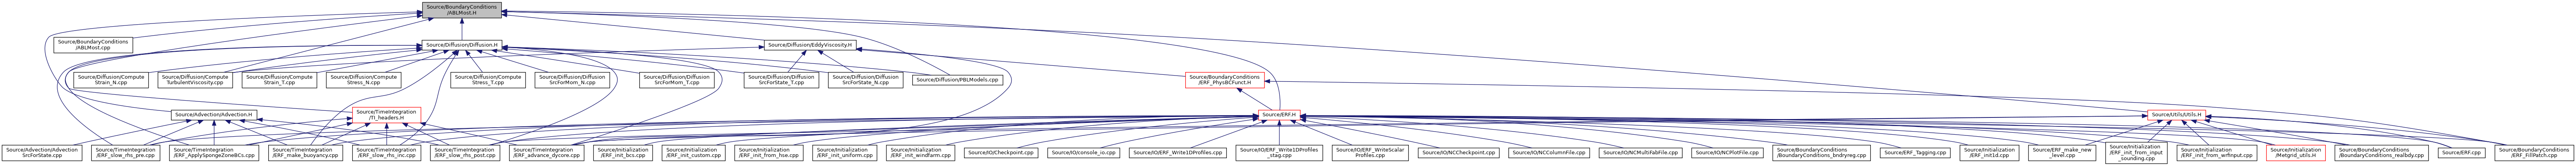 Source/BoundaryConditions
/ABLMost.H
Source/BoundaryConditions
/ABLMost.cpp
Source/Diffusion/Diffusion.H
Source/Diffusion/EddyViscosity.H
Source/Diffusion/Compute
Strain_N.cpp
Source/Diffusion/Compute
TurbulentViscosity.cpp
Source/Diffusion/Compute
Strain_T.cpp
Source/Diffusion/Compute
Stress_N.cpp
Source/Diffusion/Compute
Stress_T.cpp
Source/Diffusion/Diffusion
SrcForMom_N.cpp
Source/Diffusion/Diffusion
SrcForMom_T.cpp
Source/Diffusion/Diffusion
SrcForState_T.cpp
Source/Diffusion/Diffusion
SrcForState_N.cpp
Source/Diffusion/PBLModels.cpp
Source/BoundaryConditions
/ERF_PhysBCFunct.H
Source/Advection/Advection.H
Source/TimeIntegration
/TI_headers.H
Source/ERF.H
Source/Utils/Utils.H
Source/Advection/Advection
SrcForState.cpp
Source/TimeIntegration
/ERF_slow_rhs_pre.cpp
Source/TimeIntegration
/ERF_ApplySpongeZoneBCs.cpp
Source/TimeIntegration
/ERF_make_buoyancy.cpp
Source/TimeIntegration
/ERF_slow_rhs_inc.cpp
Source/TimeIntegration
/ERF_slow_rhs_post.cpp
Source/TimeIntegration
/ERF_advance_dycore.cpp
Source/Initialization
/ERF_init_bcs.cpp
Source/Initialization
/ERF_init_custom.cpp
Source/Initialization
/ERF_init_from_hse.cpp
Source/Initialization
/ERF_init_uniform.cpp
Source/Initialization
/ERF_init_windfarm.cpp
Source/IO/Checkpoint.cpp
Source/IO/console_io.cpp
Source/IO/ERF_Write1DProfiles.cpp
Source/IO/ERF_Write1DProfiles
_stag.cpp
Source/IO/ERF_WriteScalar
Profiles.cpp
Source/IO/NCCheckpoint.cpp
Source/IO/NCColumnFile.cpp
Source/IO/NCMultiFabFile.cpp
Source/IO/NCPlotFile.cpp
Source/BoundaryConditions
/BoundaryConditions_bndryreg.cpp
Source/ERF_Tagging.cpp
Source/Initialization
/ERF_init1d.cpp
Source/ERF_make_new
_level.cpp
Source/Initialization
/ERF_init_from_input
_sounding.cpp
Source/Initialization
/ERF_init_from_wrfinput.cpp
Source/Initialization
/Metgrid_utils.H
Source/BoundaryConditions
/BoundaryConditions_realbdy.cpp
Source/ERF.cpp
Source/BoundaryConditions
/ERF_FillPatch.cpp